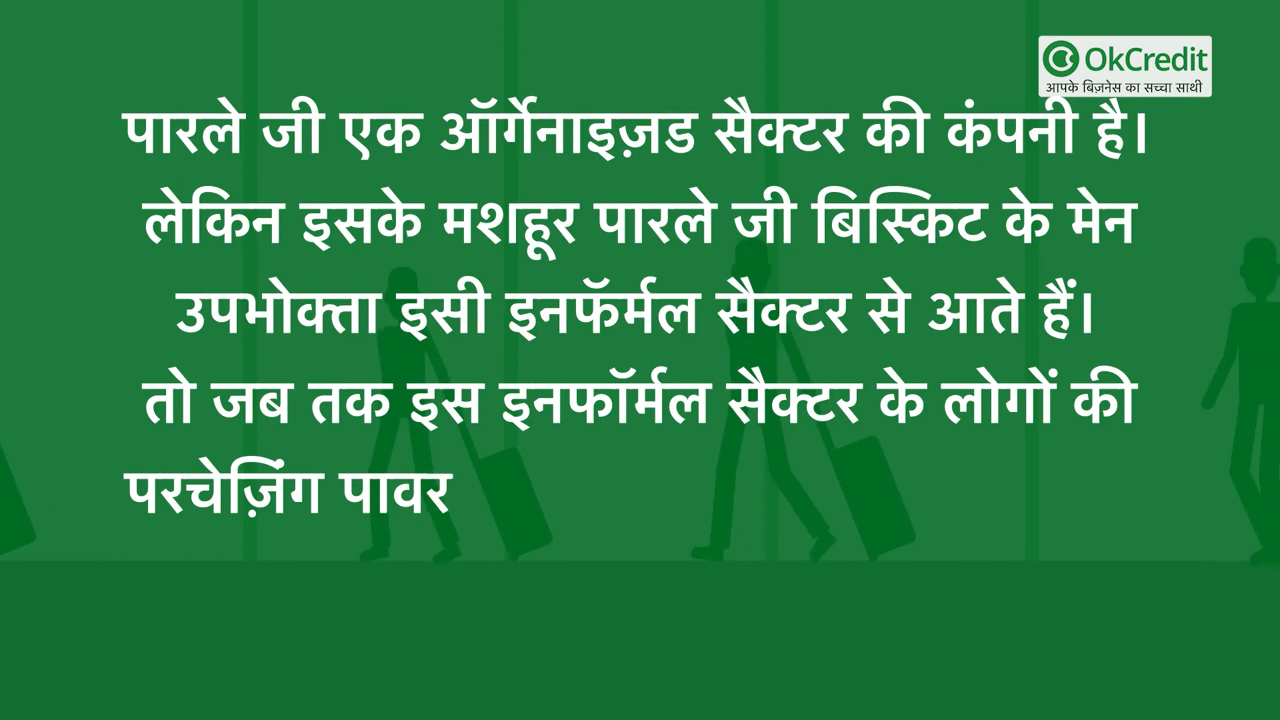 OkCredit
आपके बिज़नेस का सच्चा साथी
पारले जी एक ऑर्गेनाइज़ड सैक्टर की कंपनी है।
लेकिन इसके मशहूर पारले जी बिस्किट के मेन
उपभोक्ता इसी इनफॅर्मल सैक्टर से आते हैं।
तो जब तक इस इनफॉर्मल सैक्टर के लोगों की
परचेज़िंग पावर